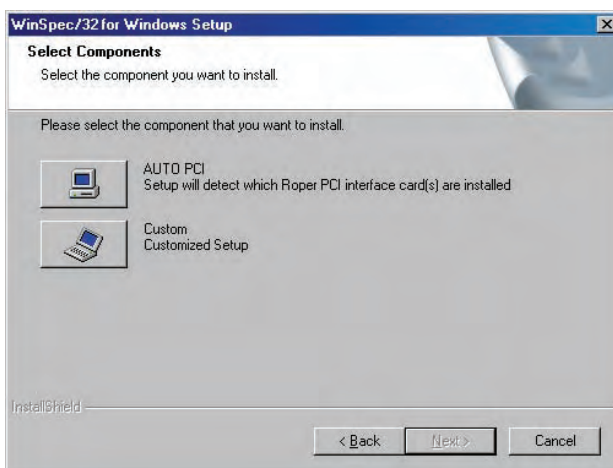 WinSpec/32 for Windows Setup
Select Components
Select the component you want to install.
Please select the component that you want to install.
AUTO PCI
Setup will detect which Roper PCI interface card(s) are installed
Custom
Customized Setup
InstallShield
< Back
Next >
Cancel